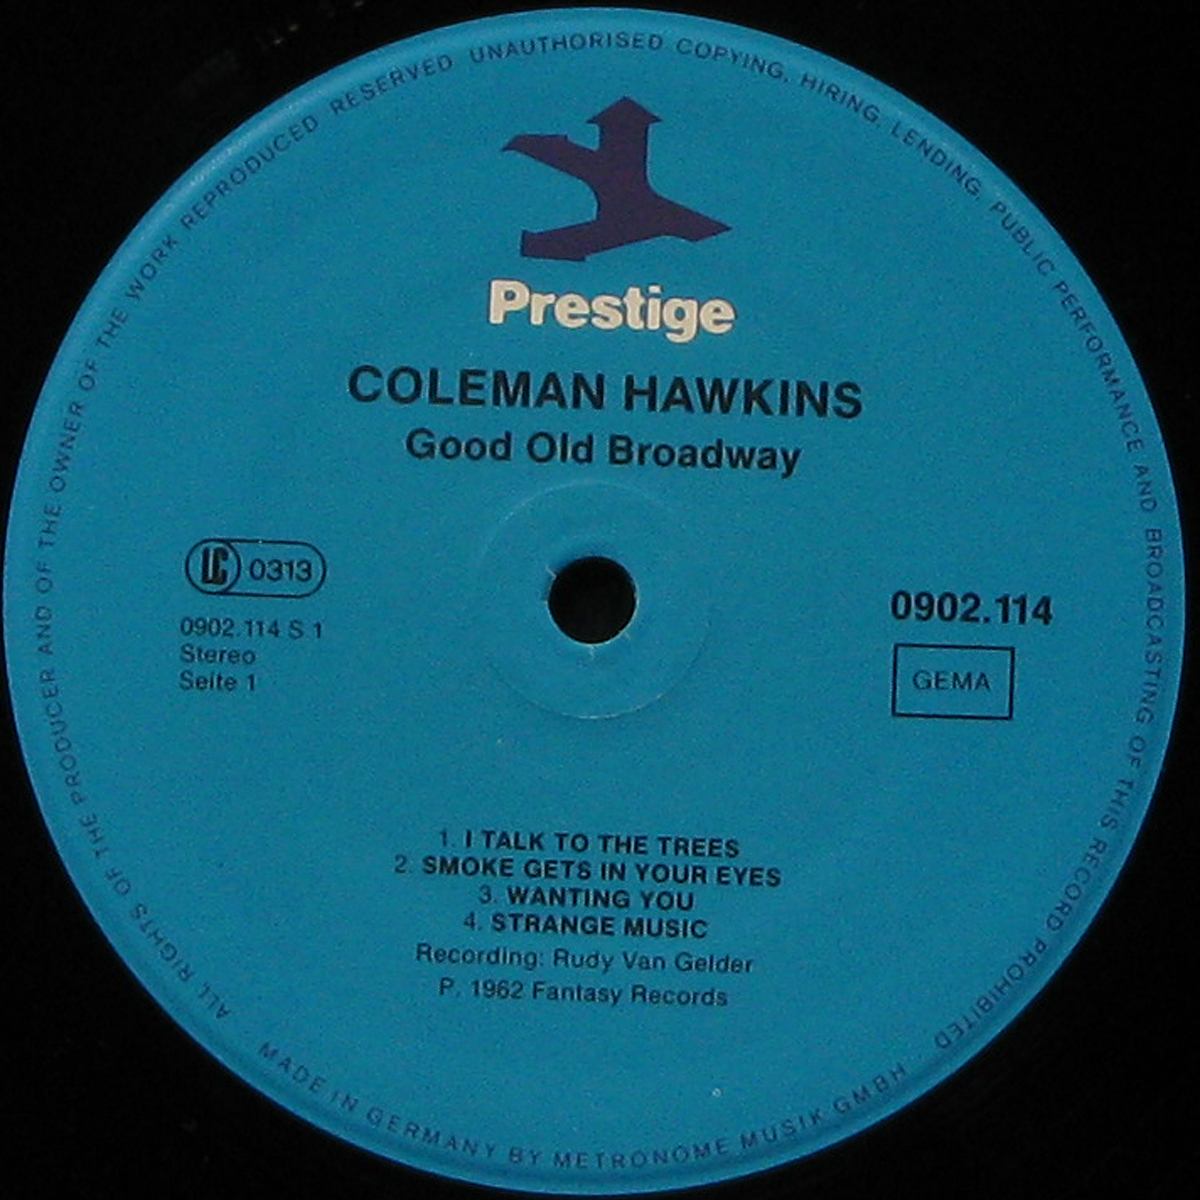 ALL RIGHTS OF THE PRODUCER AND OF THE OWNER OF THE WORK REPRODUCED RESERVED UNAUTHORISED COPYING, HIRING, LENDING, PUBLIC PERFORMANCE AND BROADCASTING OF THIS RECORD PROHIBITED
Prestige
COLEMAN HAWKINS
Good Old Broadway
LC 0313
0902.114 S 1
Stereo
Seite 1
0902.114
GEMA
1. I TALK TO THE TREES
2. SMOKE GETS IN YOUR EYES
3. WANTING YOU
4. STRANGE MUSIC
Recording: Rudy Van Gelder
P. 1962 Fantasy Records
MADE IN GERMANY BY METRONOME MUSIK GMBH